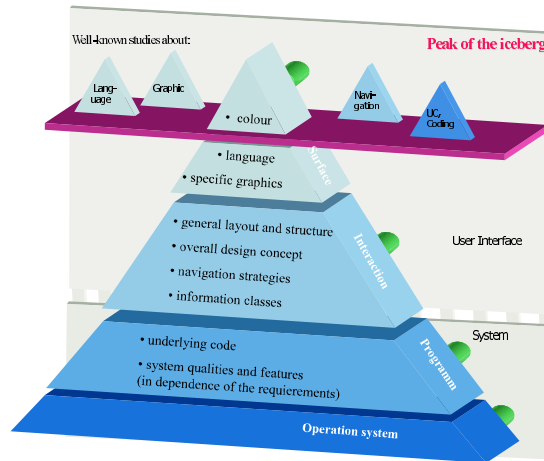 Well-known studies about:
Peak of the iceberg
Lang-
uage
Graphic
Navi-
gation
UC,
Coding
• colour
• language
• specific graphics
Surface
• general layout and structure
• overall design concept
• navigation strategies
• information classes
Interaction
User Interface
System
• underlying code
• system qualities and features
(in dependence of the requicrements)
Programm
Operation system